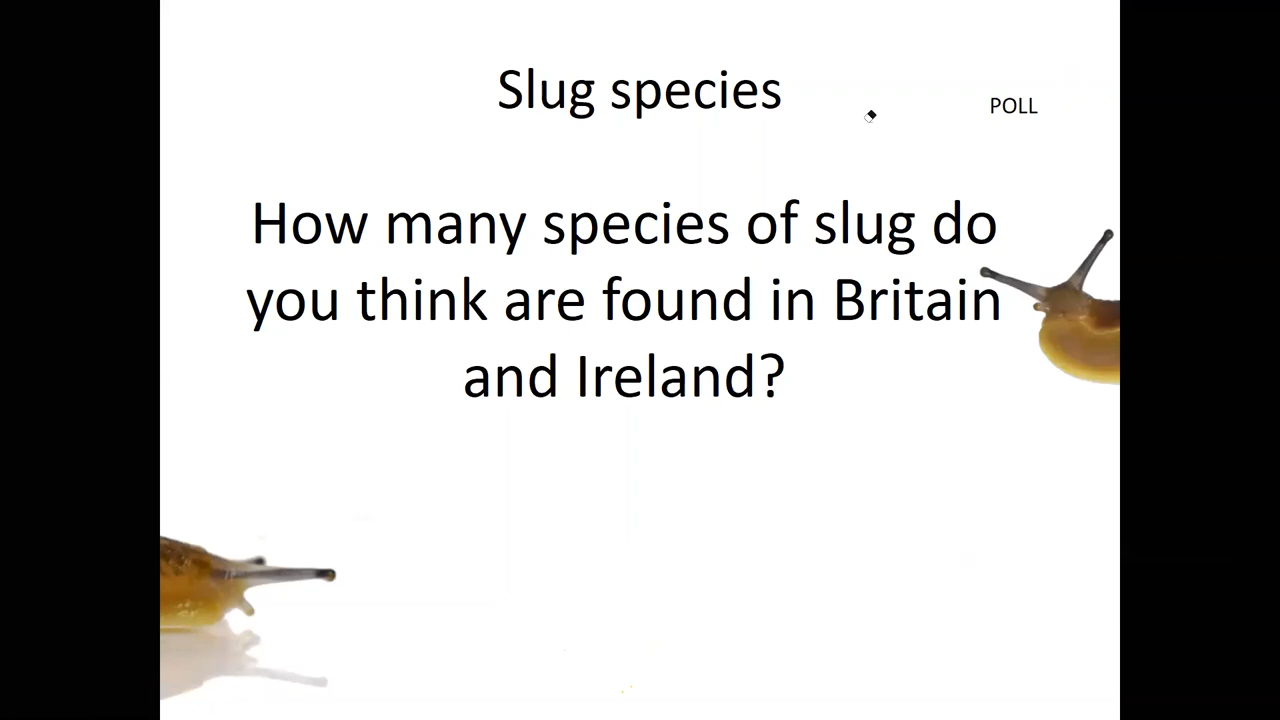 Slug species
POLL
How many species of slug do
you think are found in Britain
and Ireland?